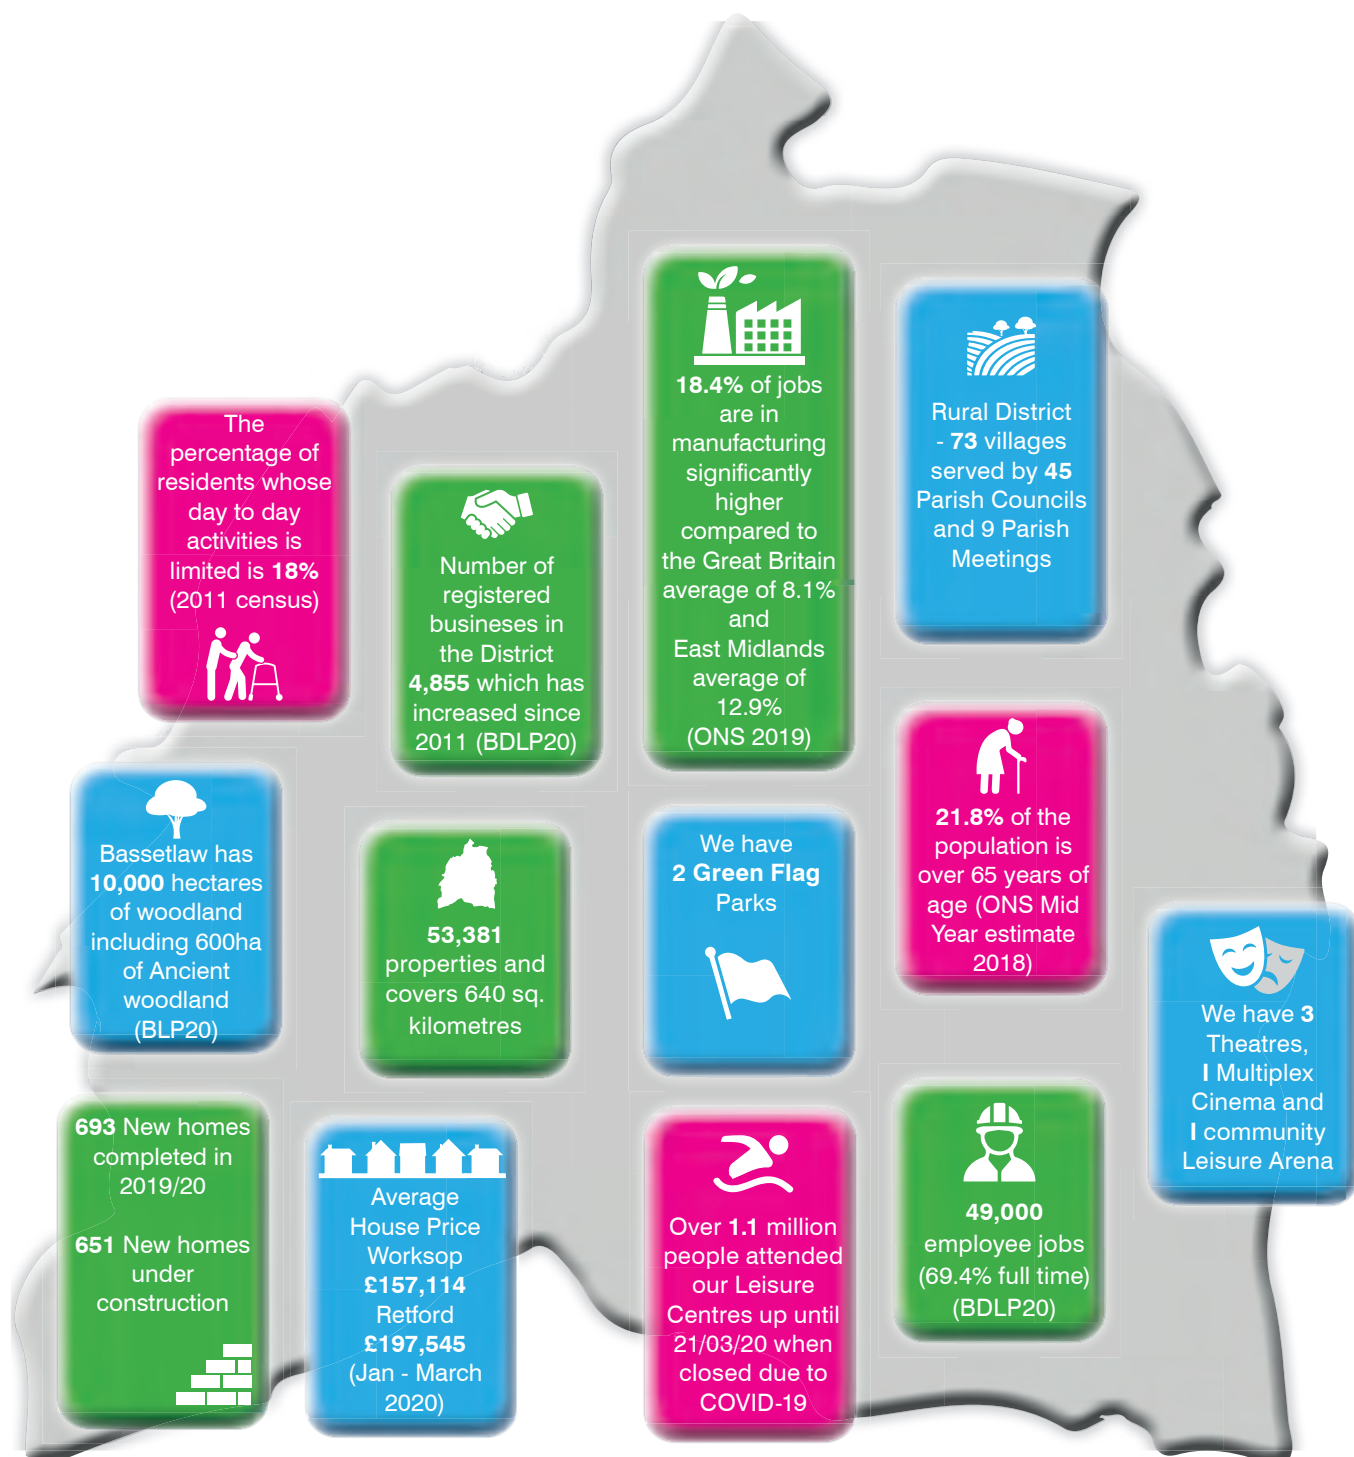 18.4% of jobs
are in
manufacturing
significantly
higher
compared to
the Great Britain
average of 8.1%
and
East Midlands
average of
12.9%
(ONS 2019)
Rural District
- 73 villages
served by 45
Parish Councils
and 9 Parish
Meetings
The
percentage of
residents whose
day to day
activities is
limited is 18%
(2011 census)
Number of
registered
busineses in
the District
4,855 which has
increased since
2011 (BDLP20)
21.8% of the
population is
over 65 years of
age (ONS Mid
Year estimate
2018)
Bassetlaw has
10,000 hectares
of woodland
including 600ha
of Ancient
woodland
(BLP20)
53,381
properties and
covers 640 sq.
kilometres
We have
2 Green Flag
Parks
We have 3
Theatres,
I Multiplex
Cinema and
I community
Leisure Arena
693 New homes
completed in
2019/20
651 New homes
under
construction
Average
House Price
Worksop
£157,114
Retford
£197,545
(Jan - March
2020)
Over 1.1 million
people attended
our Leisure
Centres up until
21/03/20 when
closed due to
COVID-19
49,000
employee jobs
(69.4% full time)
(BDLP20)